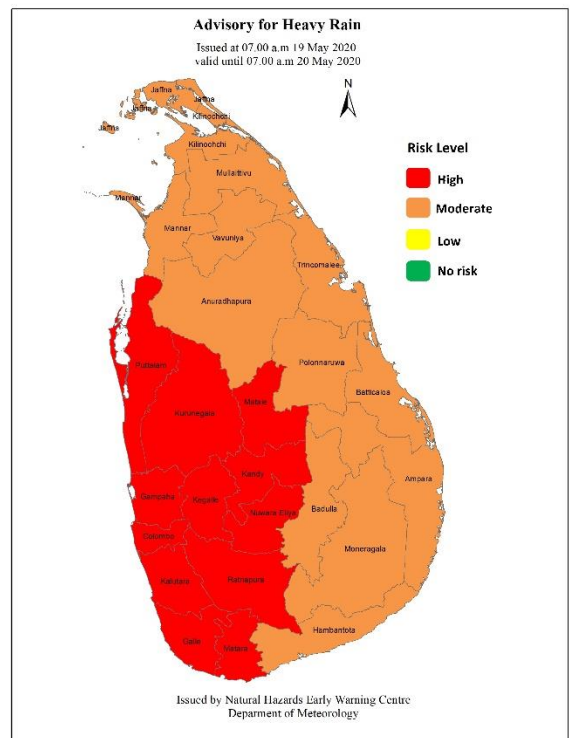 Advisory for Heavy Rain
Issued at 07.00 a.m 19 May 2020
valid until 07.00 a.m 20 May 2020
N
Risk Level
High
Moderate
Low
No risk
Jaffna
Jaffna
Jaffna
Jaffna
Kilinochchi
Kilinochchi
Mullaittivu
Mannar
Mannar
Vavuniya
Trincomalee
Anuradhapura
Polonnaruwa
Puttalam
Batticaloa
Matale
Kurunegala
Kandy
Ampara
Gampaha
Kegalle
Nuwara Eliya
Badulla
Colombo
Moneragala
Kalutara
Ratnapura
Hambantota
Galle
Matara
Issued by Natural Hazards Early Warning Centre
Deparment of Meteorology